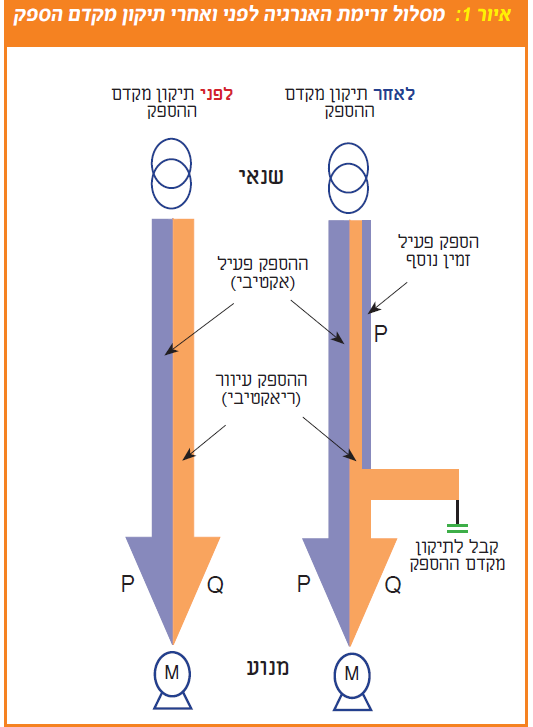 איור 1: מסלול זרימת האנרגיה לפני ואחרי תיקון מקדם הספק
לפני תיקון מקדם
ההספק
לאחר תיקון מקדם
ההספק
שנאי
ההספק פעיל
(אקטיבי)
הספק פעיל
זמין נוסף
P
ההספק עיוור
(ריאקטיבי)
קבל לתיקון
מקדם ההספק
P
Q
P
Q
מנוע
M
M